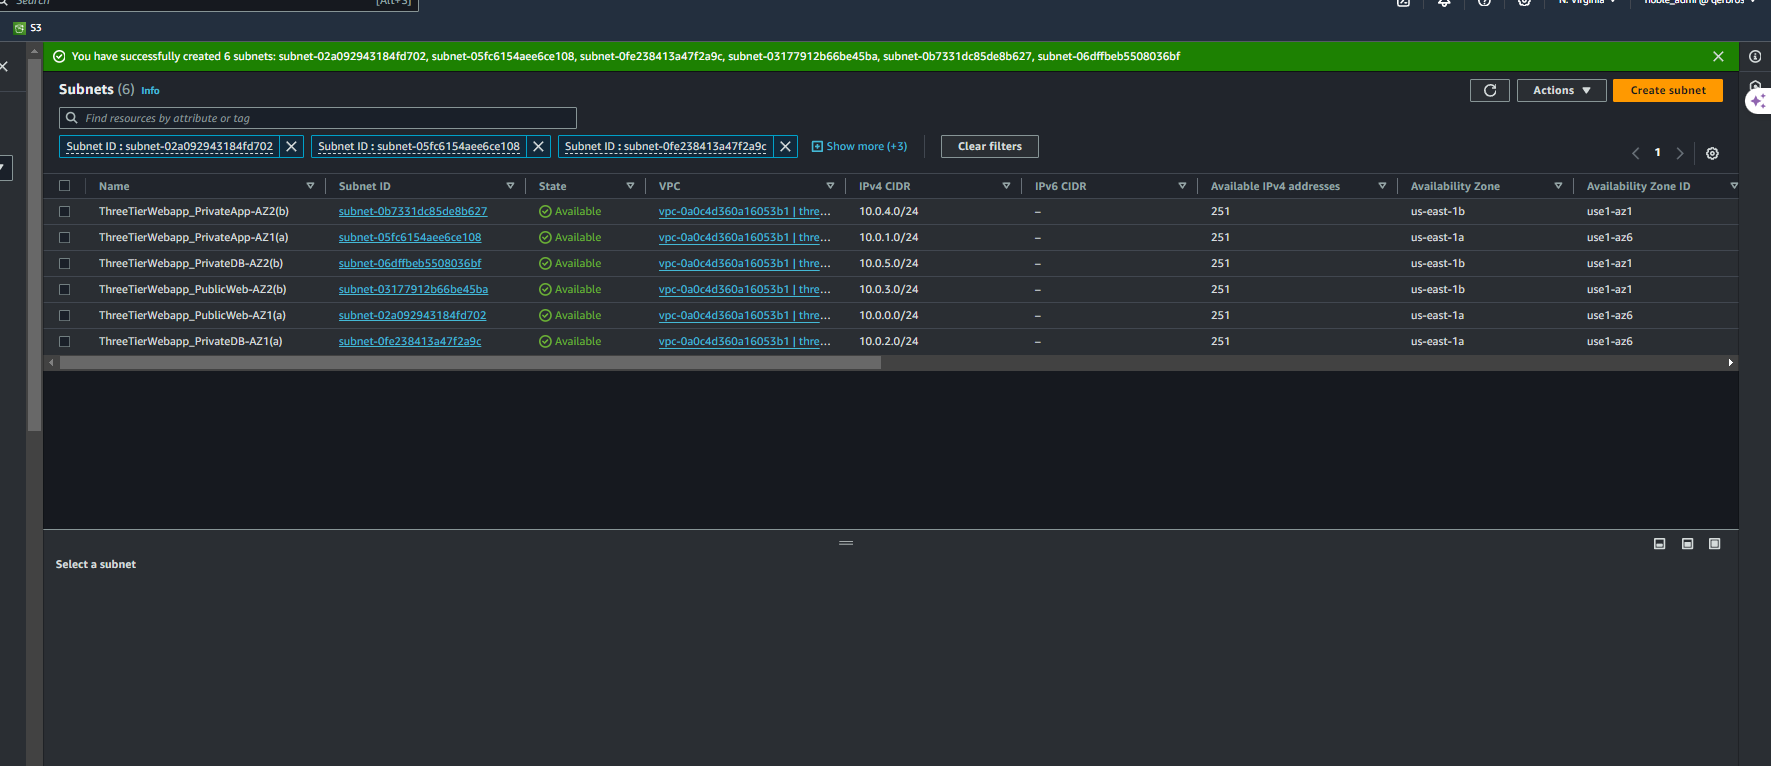 Search [Alt+S]
N. Virginia
S3
You have successfully created 6 subnets: subnet-02a092943184fd702, subnet-05fc6154aee6ce108, subnet-0fe238413a47f2a9c, subnet-03177912b66be45ba, subnet-0b7331dc85de8b627, subnet-06dffbeb5508036bf
Subnets (6) Info
Actions
Create subnet
Find resources by attribute or tag
Subnet ID : subnet-02a092943184fd702 Subnet ID : subnet-05fc6154aee6ce108 Subnet ID : subnet-0fe238413a47f2a9c Show more (+3) Clear filters
1
Name Subnet ID State VPC IPv4 CIDR IPv6 CIDR Available IPv4 addresses Availability Zone Availability Zone ID
ThreeTierWebapp_PrivateApp-AZ2(b) subnet-0b7331dc85de8b627 Available vpc-0a0c4d360a16053b1 | thre... 10.0.4.0/24 – 251 us-east-1b use1-az1
ThreeTierWebapp_PrivateApp-AZ1(a) subnet-05fc6154aee6ce108 Available vpc-0a0c4d360a16053b1 | thre... 10.0.1.0/24 – 251 us-east-1a use1-az6
ThreeTierWebapp_PrivateDB-AZ2(b) subnet-06dffbeb5508036bf Available vpc-0a0c4d360a16053b1 | thre... 10.0.5.0/24 – 251 us-east-1b use1-az1
ThreeTierWebapp_PublicWeb-AZ2(b) subnet-03177912b66be45ba Available vpc-0a0c4d360a16053b1 | thre... 10.0.3.0/24 – 251 us-east-1b use1-az1
ThreeTierWebapp_PublicWeb-AZ1(a) subnet-02a092943184fd702 Available vpc-0a0c4d360a16053b1 | thre... 10.0.0.0/24 – 251 us-east-1a use1-az6
ThreeTierWebapp_PrivateDB-AZ1(a) subnet-0fe238413a47f2a9c Available vpc-0a0c4d360a16053b1 | thre... 10.0.2.0/24 – 251 us-east-1a use1-az6
Select a subnet